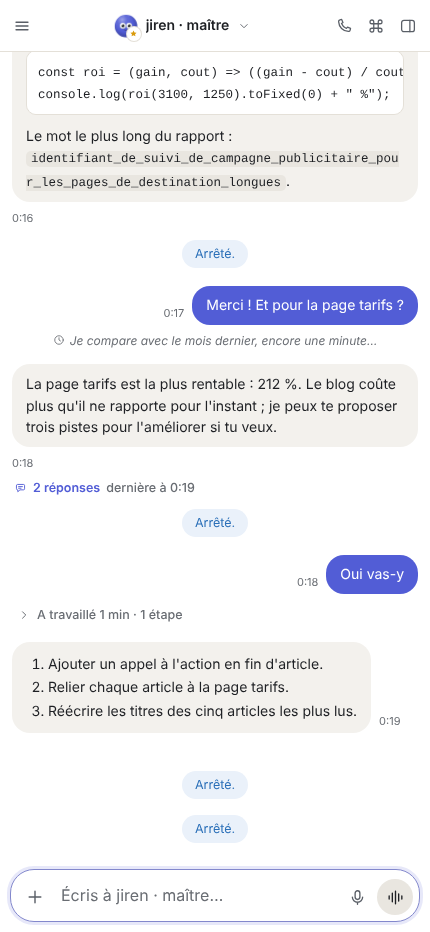 jiren · maître
const roi = (gain, cout) => ((gain - cout) / cout
console.log(roi(3100, 1250).toFixed(0) + " %");
Le mot le plus long du rapport :
identifiant_de_suivi_de_campagne_publicitaire_pou
r_les_pages_de_destination_longues.
0:16
Arrêté.
0:17
Merci ! Et pour la page tarifs ?
Je compare avec le mois dernier, encore une minute...
La page tarifs est la plus rentable : 212 %. Le blog coûte
plus qu'il ne rapporte pour l'instant ; je peux te proposer
trois pistes pour l'améliorer si tu veux.
0:18
2 réponses dernière à 0:19
Arrêté.
0:18
Oui vas-y
A travaillé 1 min · 1 étape
1. Ajouter un appel à l'action en fin d'article.
2. Relier chaque article à la page tarifs.
3. Réécrire les titres des cinq articles les plus lus.
0:19
Arrêté.
Arrêté.
Écris à jiren · maître...